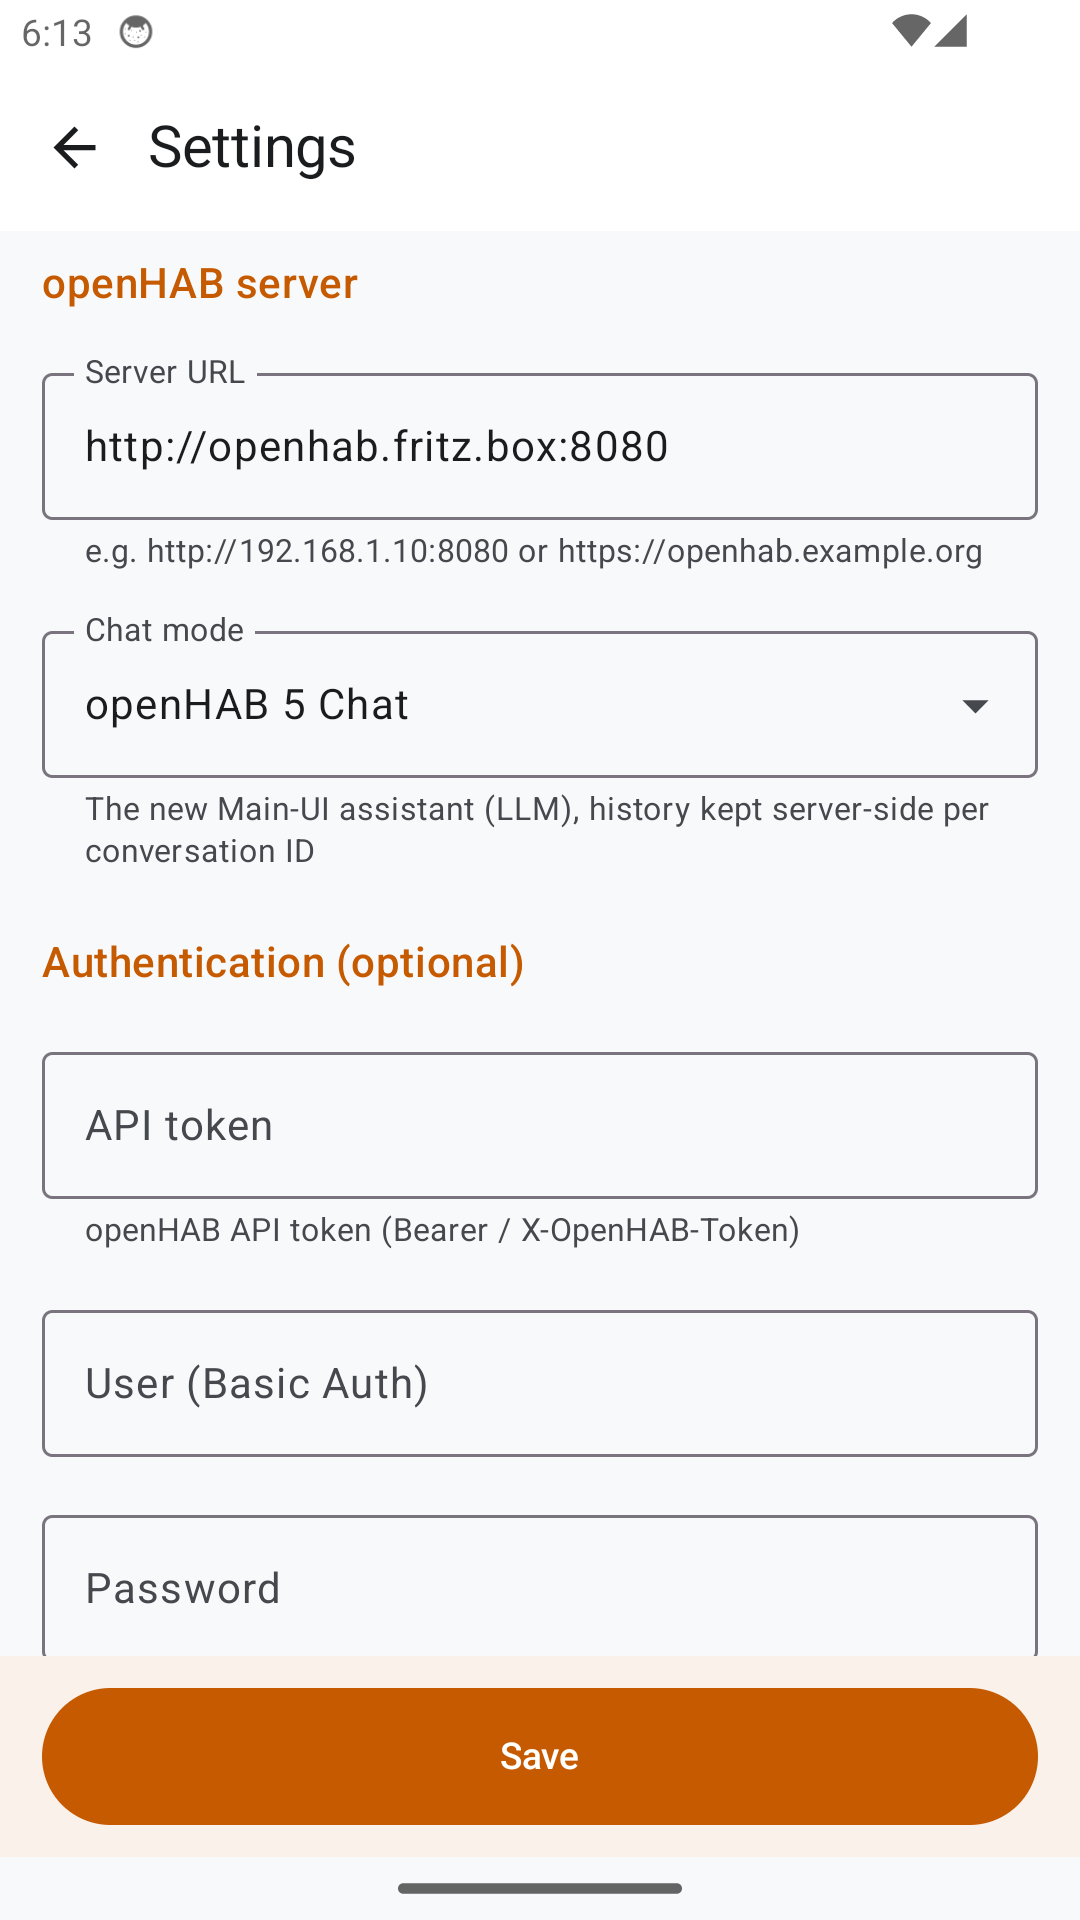 6:13
Settings
openHAB server
Server URL
http://openhab.fritz.box:8080
e.g. http://192.168.1.10:8080 or https://openhab.example.org
Chat mode
openHAB 5 Chat
The new Main-UI assistant (LLM), history kept server-side per
conversation ID
Authentication (optional)
API token
openHAB API token (Bearer / X-OpenHAB-Token)
User (Basic Auth)
Password
Save